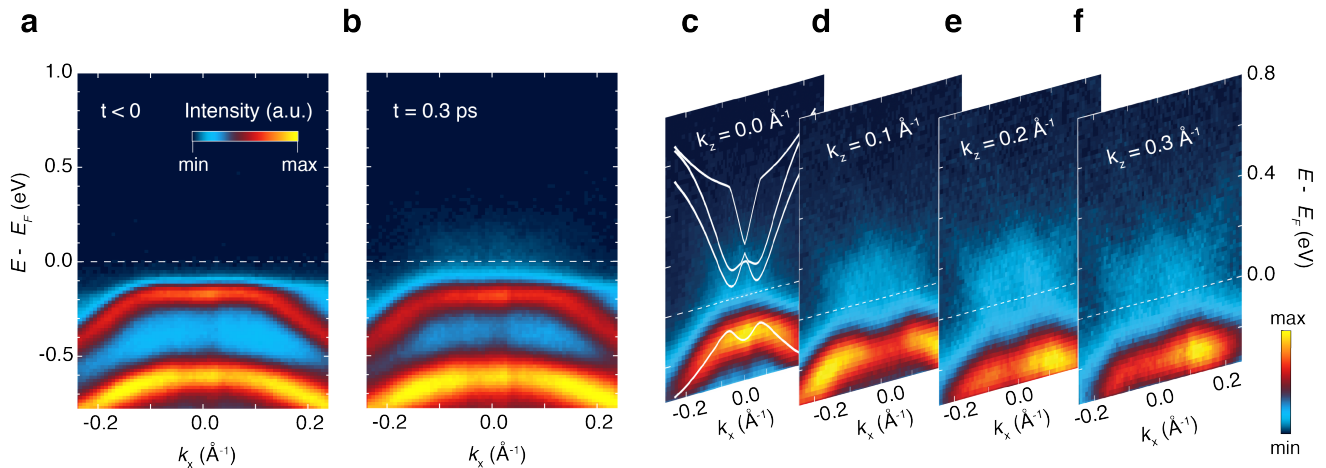 a b c d e f
1.0
0.5
0.0
-0.5
E - E_F (eV)
t < 0
Intensity (a.u.)
min max
-0.2 0.0 0.2
k_x (Å⁻¹)
t = 0.3 ps
-0.2 0.0 0.2
k_x (Å⁻¹)
k_z = 0.0 Å⁻¹
-0.2 0.0
k_x (Å⁻¹)
k_z = 0.1 Å⁻¹
-0.2 0.0
k_x (Å⁻¹)
k_z = 0.2 Å⁻¹
-0.2 0.0
k_x (Å⁻¹)
k_z = 0.3 Å⁻¹
-0.2 0.0 0.2
k_x (Å⁻¹)
0.8
0.4
0.0
E - E_F (eV)
max
min